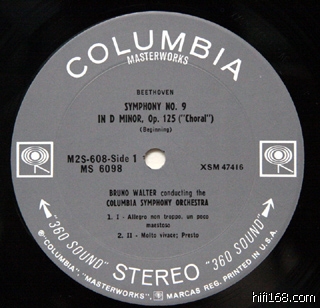 COLUMBIA
MASTERWORKS
BEETHOVEN
SYMPHONY NO. 9
IN D MINOR, Op. 125 ("Choral")
(Beginning)
M2S-608-Side 1
MS 6098
XSM 47416
BRUNO WALTER conducting the
COLUMBIA SYMPHONY ORCHESTRA
1. I - Allegro non troppo, un poco
maestoso
2. II - Molto vivace; Presto
"360 SOUND" STEREO "360 SOUND"
® "COLUMBIA", "MASTERWORKS", MARCAS REG. PRINTED IN U.S.A.
hifi168.com